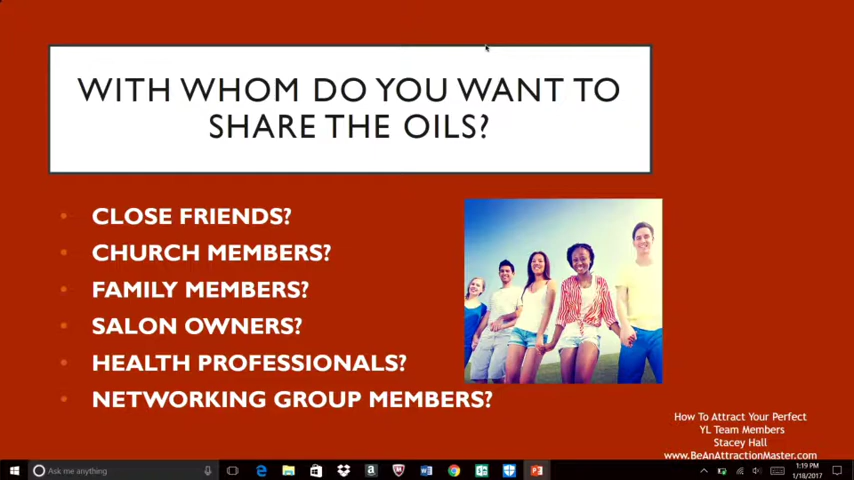 WITH WHOM DO YOU WANT TO
SHARE THE OILS?
• CLOSE FRIENDS?
• CHURCH MEMBERS?
• FAMILY MEMBERS?
• SALON OWNERS?
• HEALTH PROFESSIONALS?
• NETWORKING GROUP MEMBERS?
How To Attract Your Perfect
YL Team Members
Stacey Hall
www.BeAnAttractionMaster.com
Ask me anything
1:19 PM
1/18/2017